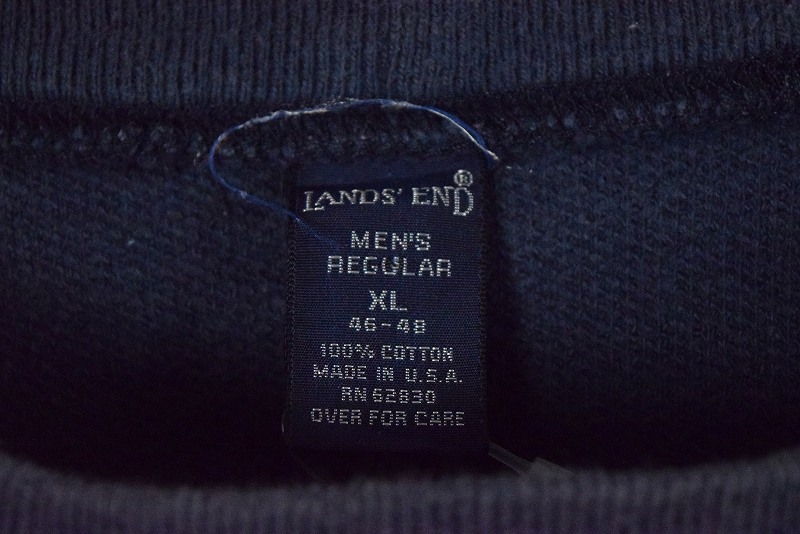 LANDS' END®
MEN'S
REGULAR
XL
46-48
100% COTTON
MADE IN U.S.A.
RN 62830
OVER FOR CARE